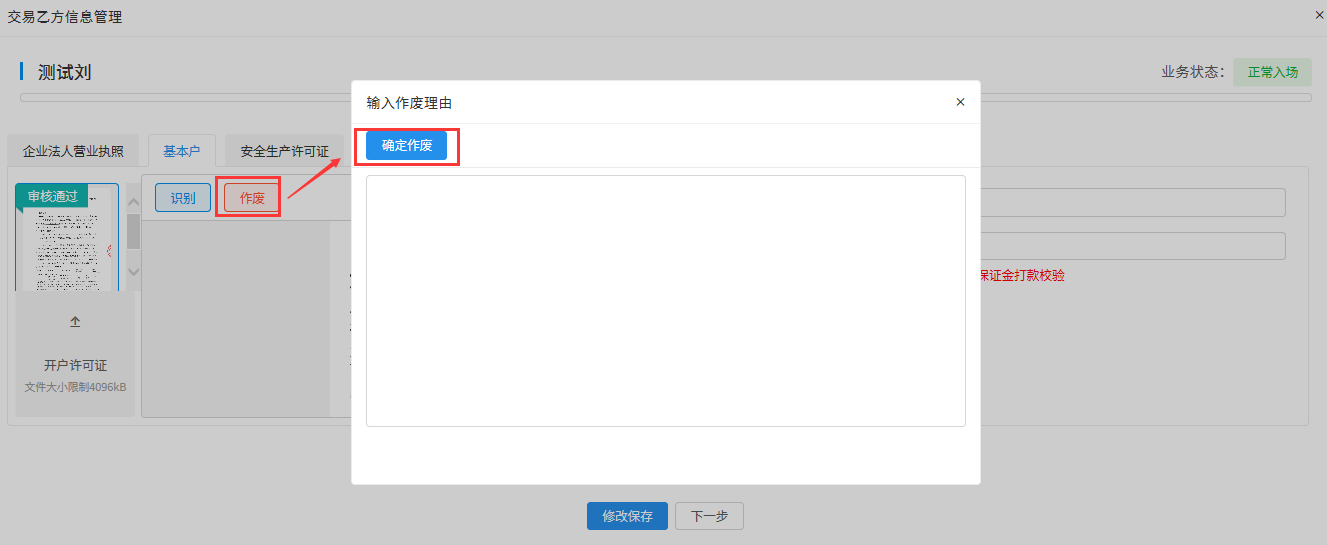 交易乙方信息管理
×
测试刘
业务状态：
正常入场
输入作废理由
×
企业法人营业执照
基本户
安全生产许可证
确定作废
审核通过
识别
作废
保证金打款校验
开户许可证
文件大小限制4096kB
修改保存
下一步